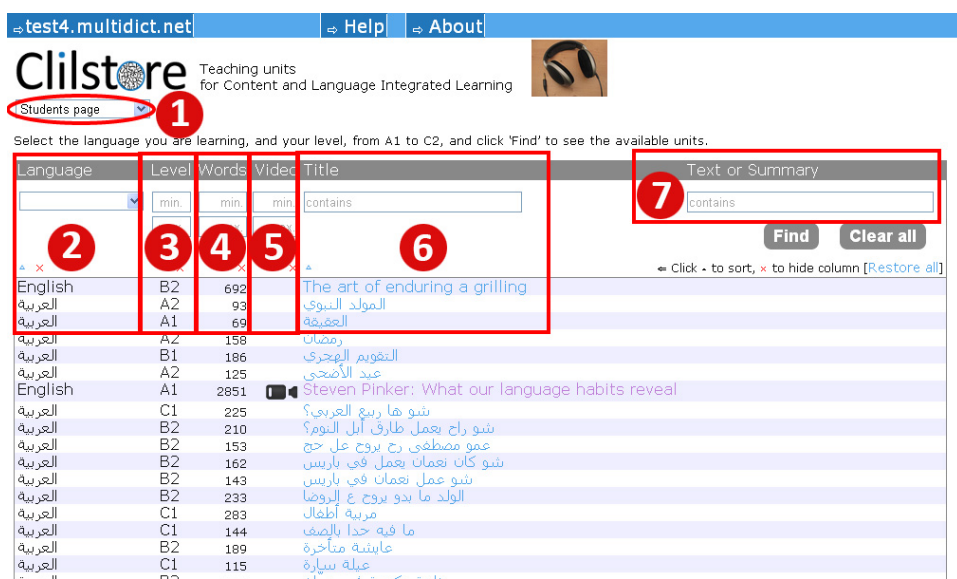 ⇨test4.multidict.net ⇨ Help ⇨ About
Clilstore
Teaching units
for Content and Language Integrated Learning
Students page
1
Select the language you are learning, and your level, from A1 to C2, and click 'Find' to see the available units.
Language Level Words Video Title Text or Summary
min. min. min. contains contains
7
2 3 4 5 6
Find Clear all
⇐ Click ▴ to sort, × to hide column [Restore all]
English B2 692 The art of enduring a grilling
العربية A2 93 المولد النبوي
العربية A1 69 العقيقة
العربية A2 158 رمضان
العربية B1 186 التقويم الهجري
العربية A2 125 عيد الأضحى
English A1 2851 Steven Pinker: What our language habits reveal
العربية C1 225 شو ها ربيع العربي؟
العربية B2 210 شو راح يعمل طارق أبل النوم؟
العربية B2 153 عمو مصطفى رح يروح عل حج
العربية B2 162 شو كان نعمان يعمل في باريس
العربية B2 143 شو عمل نعمان في باريس
العربية B2 233 الولد ما بدو يروح ع الروضا
العربية C1 283 مربية أطفال
العربية C1 144 ما فيه حدا بالصف
العربية B2 189 عايشة متأخرة
العربية C1 115 عيلة سيارة